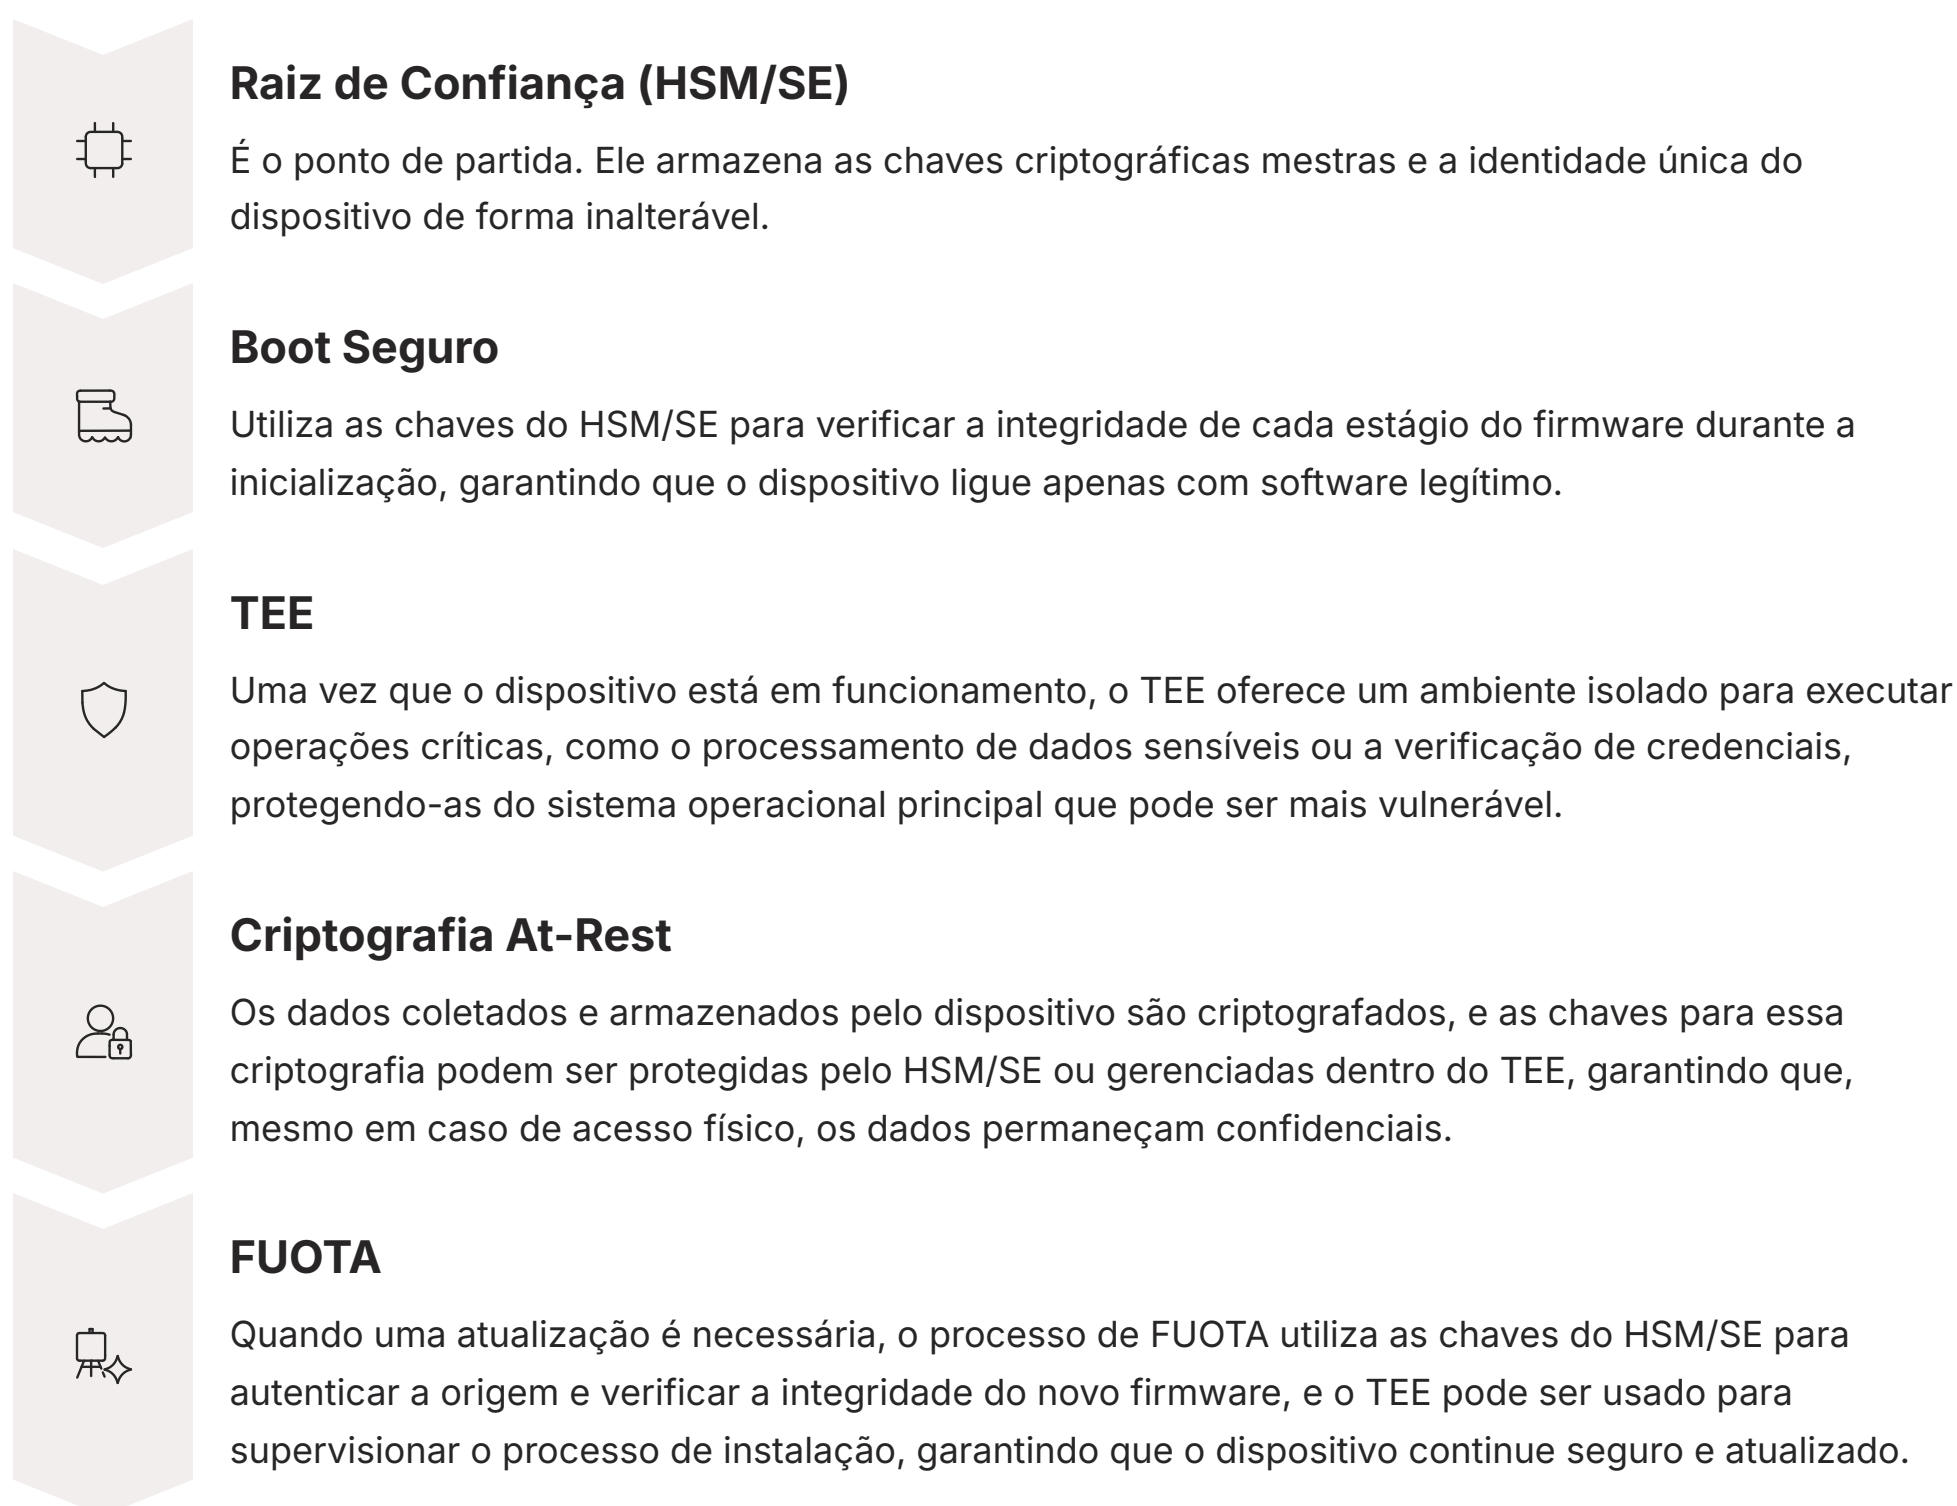 Raiz de Confiança (HSM/SE)
É o ponto de partida. Ele armazena as chaves criptográficas mestras e a identidade única do
dispositivo de forma inalterável.
Boot Seguro
Utiliza as chaves do HSM/SE para verificar a integridade de cada estágio do firmware durante a
inicialização, garantindo que o dispositivo ligue apenas com software legítimo.
TEE
Uma vez que o dispositivo está em funcionamento, o TEE oferece um ambiente isolado para executar
operações críticas, como o processamento de dados sensíveis ou a verificação de credenciais,
protegendo-as do sistema operacional principal que pode ser mais vulnerável.
Criptografia At-Rest
Os dados coletados e armazenados pelo dispositivo são criptografados, e as chaves para essa
criptografia podem ser protegidas pelo HSM/SE ou gerenciadas dentro do TEE, garantindo que,
mesmo em caso de acesso físico, os dados permaneçam confidenciais.
FUOTA
Quando uma atualização é necessária, o processo de FUOTA utiliza as chaves do HSM/SE para
autenticar a origem e verificar a integridade do novo firmware, e o TEE pode ser usado para
supervisionar o processo de instalação, garantindo que o dispositivo continue seguro e atualizado.